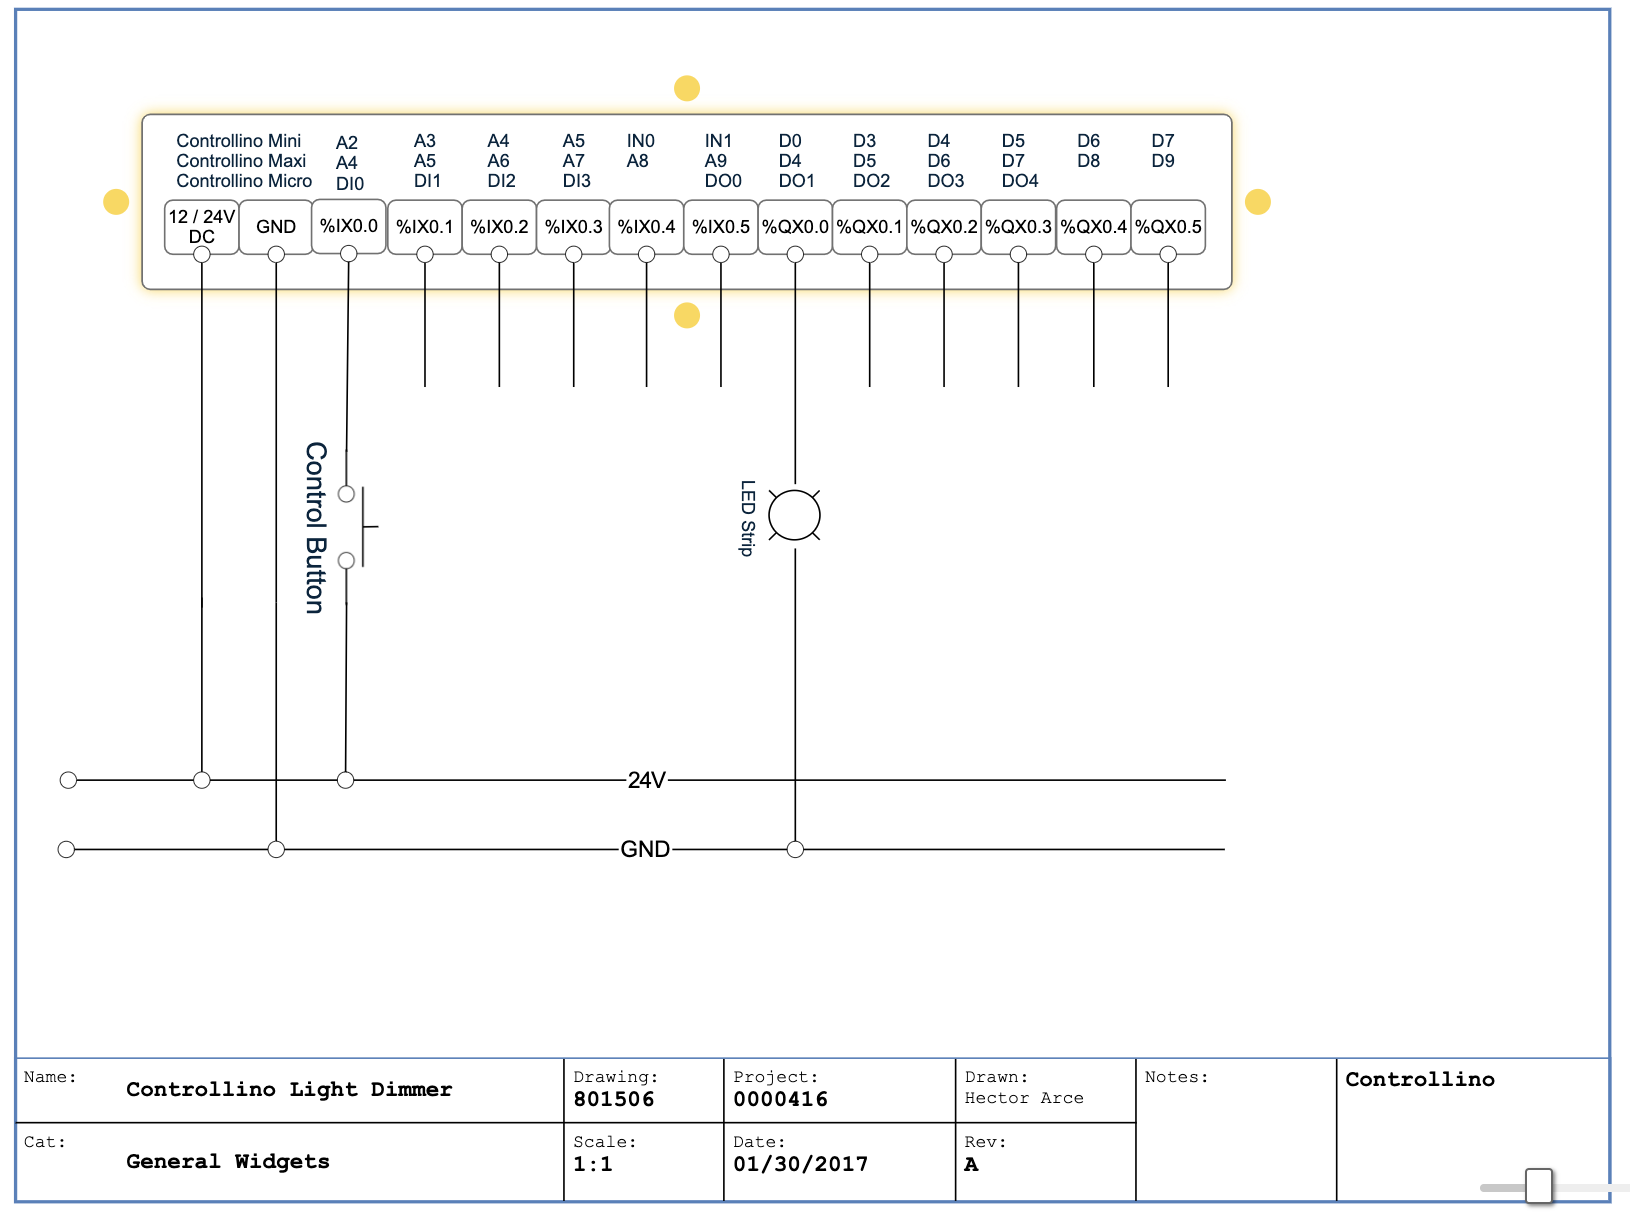 Controllino Mini A2 A3 A4 A5 IN0 IN1 D0 D3 D4 D5 D6 D7
Controllino Maxi A4 A5 A6 A7 A8 A9 D4 D5 D6 D7 D8 D9
Controllino Micro DI0 DI1 DI2 DI3 DO0 DO1 DO2 DO3 DO4
12 / 24V DC
GND
%IX0.0
%IX0.1
%IX0.2
%IX0.3
%IX0.4
%IX0.5
%QX0.0
%QX0.1
%QX0.2
%QX0.3
%QX0.4
%QX0.5
Control Button
LED Strip
24V
GND
Name: Controllino Light Dimmer
Drawing: 801506
Project: 0000416
Drawn: Hector Arce
Notes:
Controllino
Cat: General Widgets
Scale: 1:1
Date: 01/30/2017
Rev: A